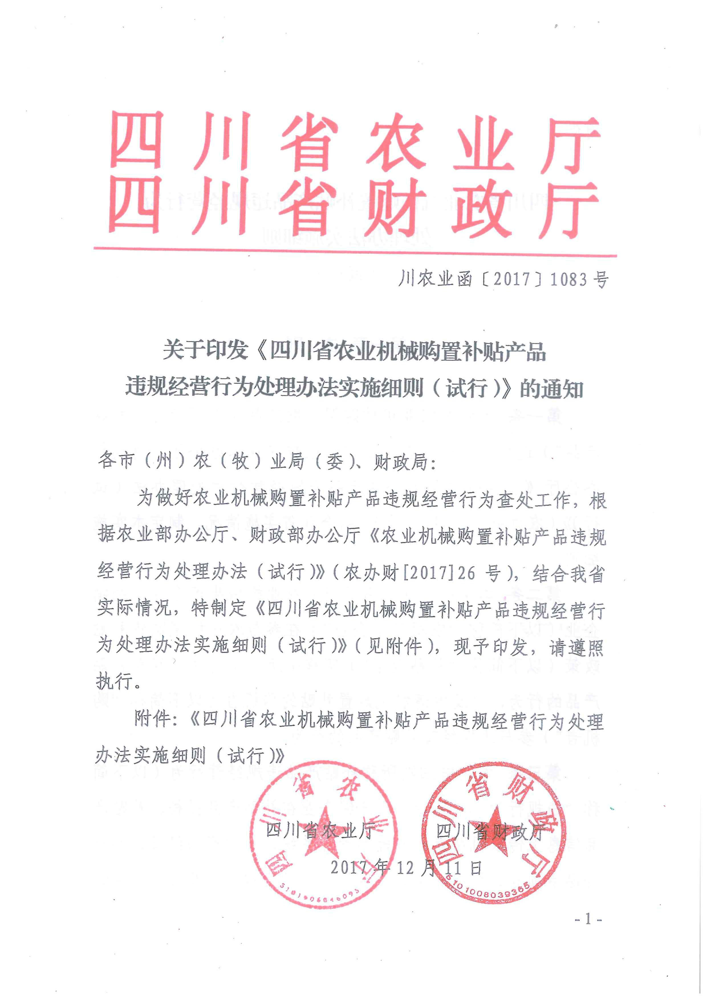 四川省农业厅
四川省财政厅
川农业函〔2017〕1083号
关于印发《四川省农业机械购置补贴产品
违规经营行为处理办法实施细则（试行）》的通知
各市（州）农（牧）业局（委）、财政局：
为做好农业机械购置补贴产品违规经营行为查处工作，根
据农业部办公厅、财政部办公厅《农业机械购置补贴产品违规
经营行为处理办法（试行）》（农办财[2017]26 号），结合我省
实际情况，特制定《四川省农业机械购置补贴产品违规经营行
为处理办法实施细则（试行）》（见附件），现予印发，请遵照
执行。
附件：《四川省农业机械购置补贴产品违规经营行为处理
办法实施细则（试行）》
四川省农业厅
四川省财政厅
四川省农业厅 四川省财政厅
2017年12月11日
5101008039365
- 1 -